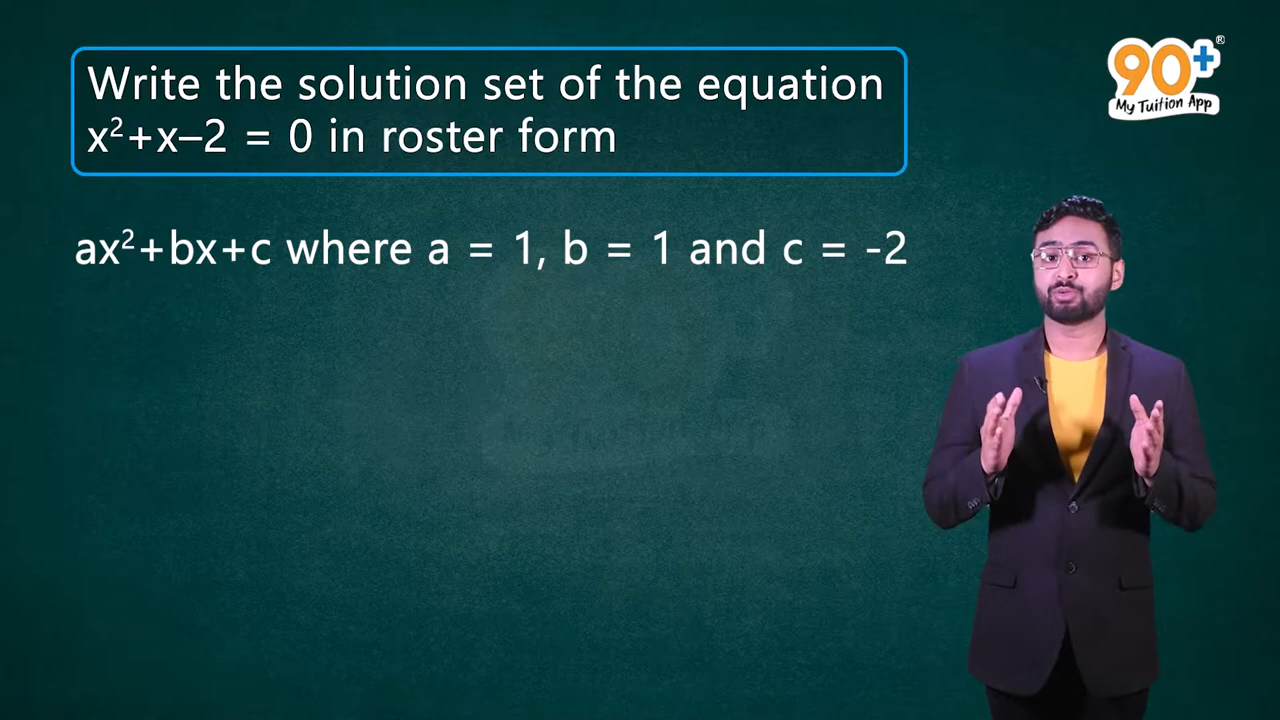 Write the solution set of the equation
x²+x–2 = 0 in roster form
90+®
My Tuition App
ax²+bx+c where a = 1, b = 1 and c = -2